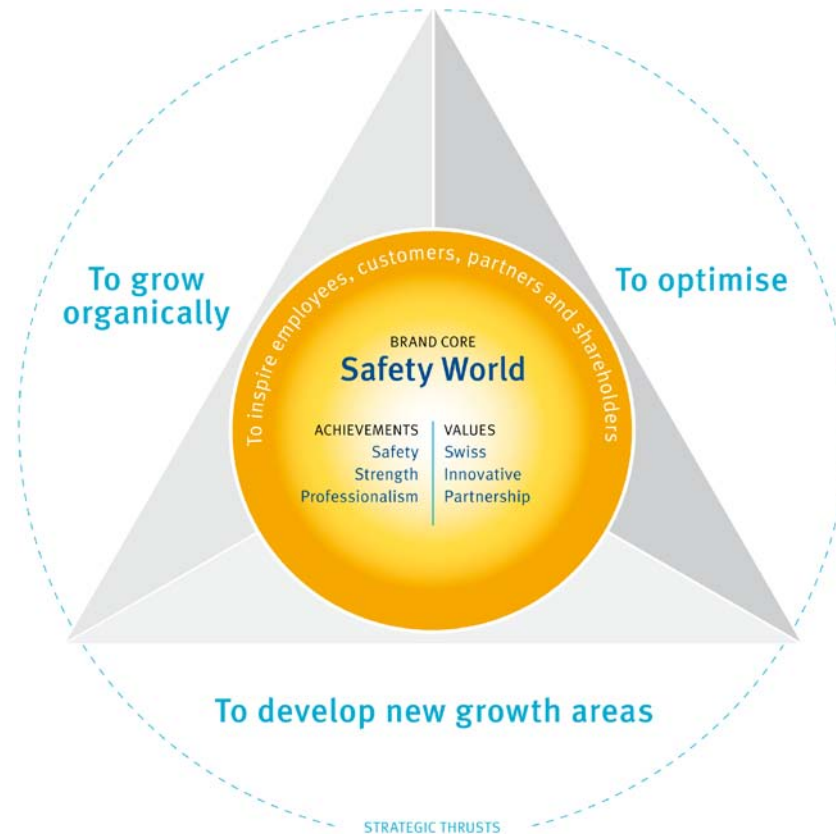 To grow
organically
To optimise
To inspire employees, customers, partners and shareholders
BRAND CORE
Safety World
ACHIEVEMENTS
Safety
Strength
Professionalism
VALUES
Swiss
Innovative
Partnership
To develop new growth areas
STRATEGIC THRUSTS